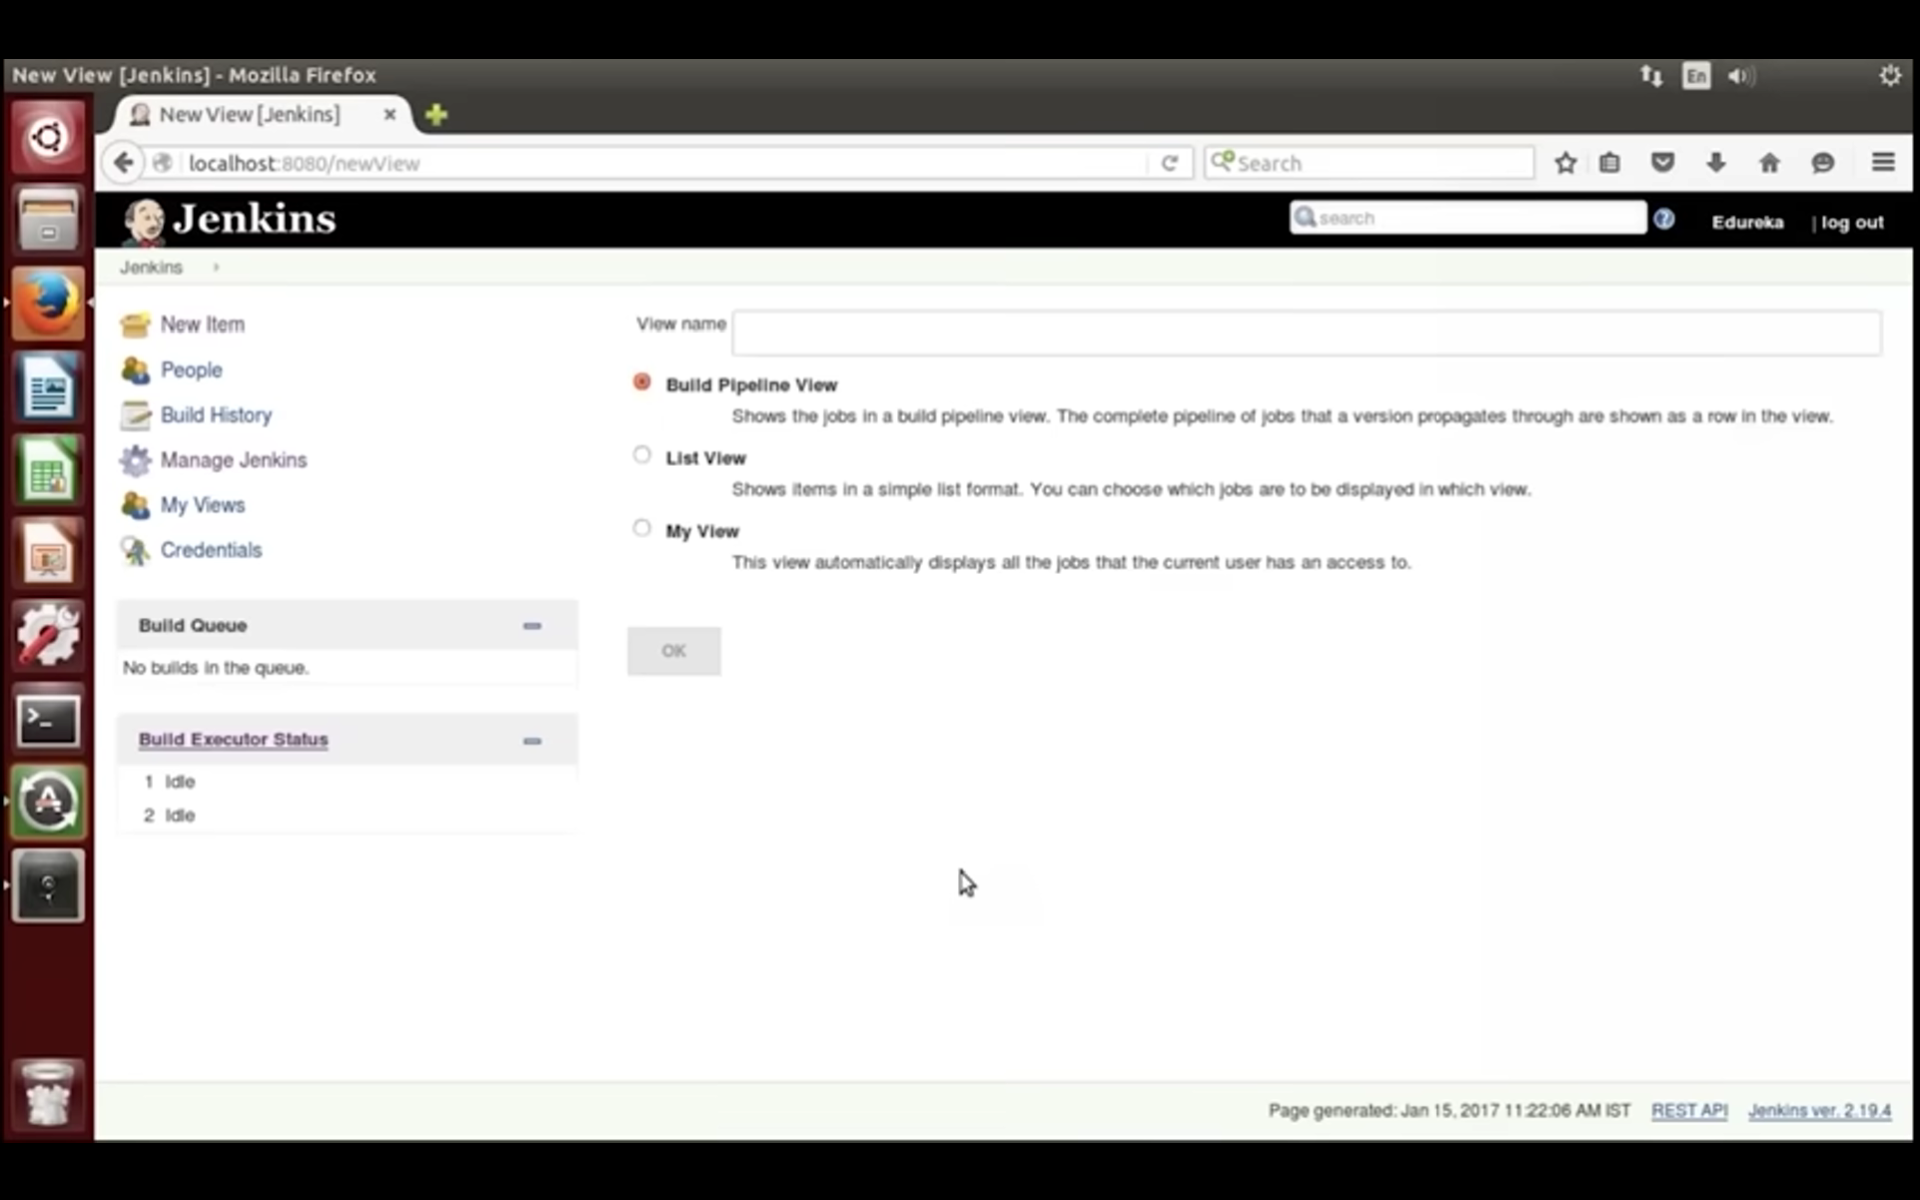 New View [Jenkins] - Mozilla Firefox
En
New View [Jenkins]
localhost:8080/newView
Search
Jenkins
search
Edureka
| log out
Jenkins
New Item
People
Build History
Manage Jenkins
My Views
Credentials
Build Queue
No builds in the queue.
Build Executor Status
1 Idle
2 Idle
View name
Build Pipeline View
Shows the jobs in a build pipeline view. The complete pipeline of jobs that a version propagates through are shown as a row in the view.
List View
Shows items in a simple list format. You can choose which jobs are to be displayed in which view.
My View
This view automatically displays all the jobs that the current user has an access to.
OK
Page generated: Jan 15, 2017 11:22:06 AM IST
REST API
Jenkins ver. 2.19.4